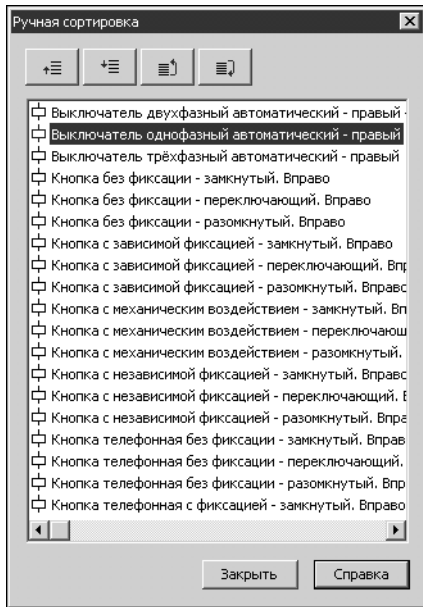 Ручная сортировка
Выключатель двухфазный автоматический - правый -
Выключатель однофазный автоматический - правый
Выключатель трёхфазный автоматический - правый
Кнопка без фиксации - замкнутый. Вправо
Кнопка без фиксации - переключающий. Вправо
Кнопка без фиксации - разомкнутый. Вправо
Кнопка с зависимой фиксацией - замкнутый. Вправо
Кнопка с зависимой фиксацией - переключающий. Впр
Кнопка с зависимой фиксацией - разомкнутый. Вправо
Кнопка с механическим воздействием - замкнутый. Вп
Кнопка с механическим воздействием - переключающ
Кнопка с механическим воздействием - разомкнутый.
Кнопка с независимой фиксацией - замкнутый. Вправо
Кнопка с независимой фиксацией - переключающий. В
Кнопка с независимой фиксацией - разомкнутый. Впра
Кнопка телефонная без фиксации - замкнутый. Вправ
Кнопка телефонная без фиксации - переключающий.
Кнопка телефонная без фиксации - разомкнутый. Впр
Кнопка телефонная с фиксацией - замкнутый. Вправо
Закрыть Справка